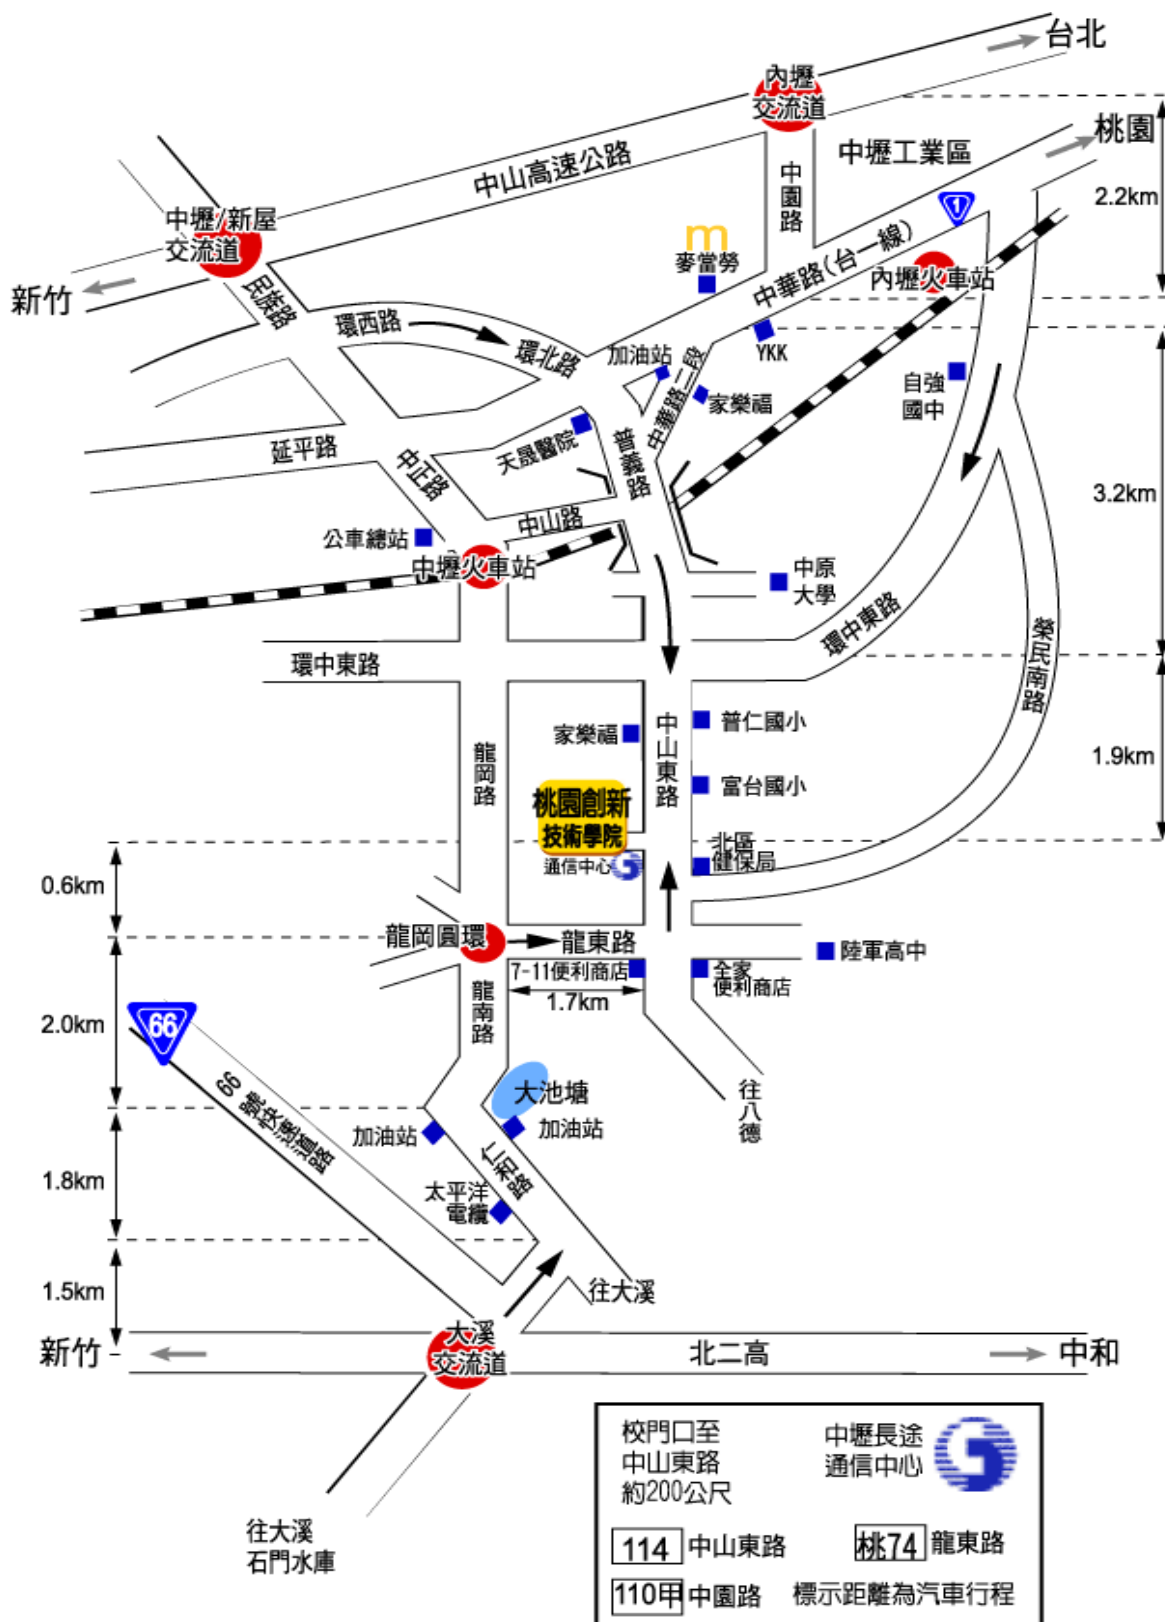 台北
內壢
交流道
桃園
中壢工業區
中山高速公路
中園路
2.2km
1
中壢/新屋
交流道
m
麥當勞
中華路(台一線)
內壢火車站
新竹
民族路
環西路
環北路
加油站
YKK
中華路二段
家樂福
自強
國中
延平路
中正路
天晟醫院
普義路
3.2km
公車總站
中山路
中壢火車站
中原
大學
環中東路
環中東路
榮民南路
龍岡路
家樂福
中山東路
普仁國小
1.9km
富台國小
桃園創新
技術學院
通信中心
北區
健保局
0.6km
龍岡圓環
龍東路
陸軍高中
7-11便利商店
全家
便利商店
1.7km
龍南路
2.0km
66
66號快速道路
大池塘
往八德
加油站
加油站
仁和路
1.8km
太平洋
電纜
1.5km
往大溪
新竹
大溪
交流道
北二高
中和
往大溪
石門水庫
校門口至
中山東路
約200公尺
中壢長途
通信中心
114 中山東路
桃74 龍東路
110甲 中園路
標示距離為汽車行程